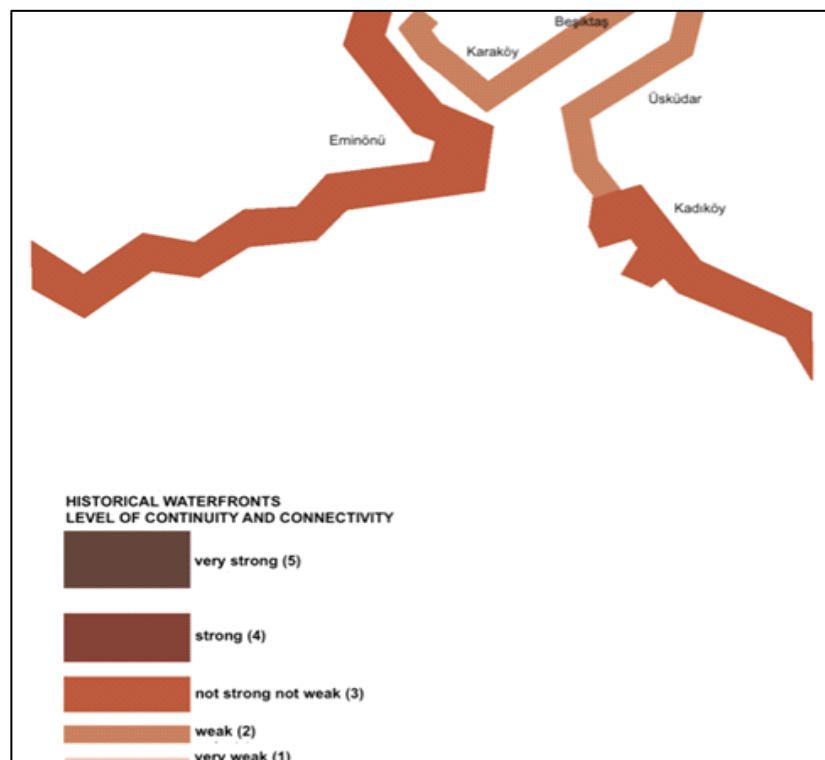 Beşiktaş
Karaköy
Üsküdar
Eminönü
Kadıköy
HISTORICAL WATERFRONTS
LEVEL OF CONTINUITY AND CONNECTIVITY
very strong (5)
strong (4)
not strong not weak (3)
weak (2)
very weak (1)